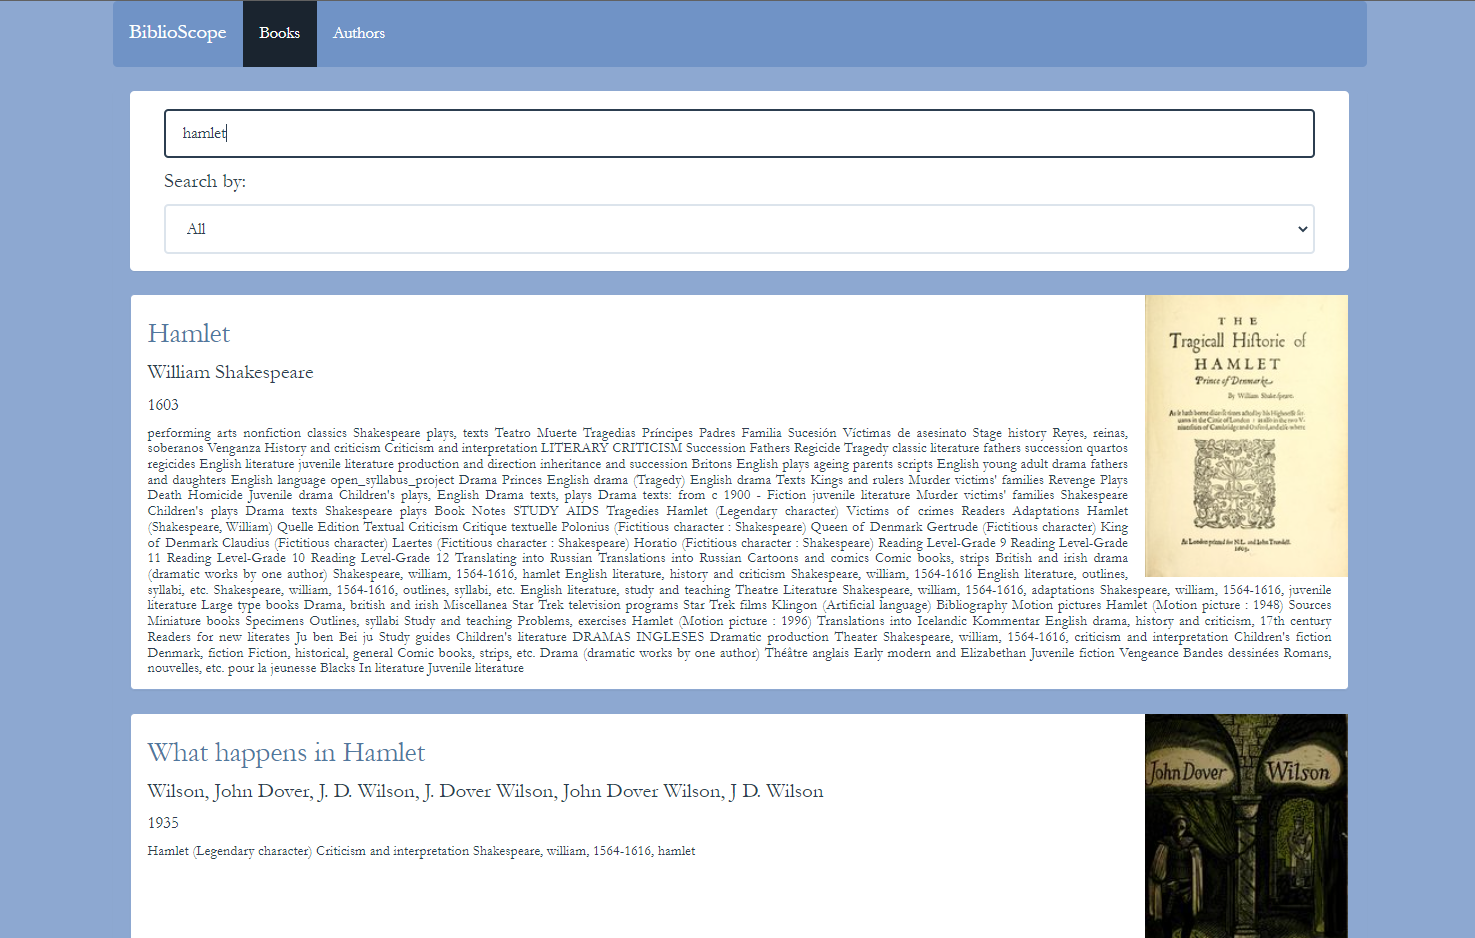 BiblioScope
Books
Authors
hamlet
Search by:
All
Hamlet
William Shakespeare
1603
performing arts nonfiction classics Shakespeare plays, texts Teatro Muerte Tragedias Príncipes Padres Familia Sucesión Víctimas de asesinato Stage history Reyes, reinas,
soberanos Venganza History and criticism Criticism and interpretation LITERARY CRITICISM Succession Fathers Regicide Tragedy classic literature fathers succession quartos
regicides English literature juvenile literature production and direction inheritance and succession Britons English plays ageing parents scripts English young adult drama fathers
and daughters English language open_syllabus_project Drama Princes English drama (Tragedy) English drama Texts Kings and rulers Murder victims' families Revenge Plays
Death Homicide Juvenile drama Children's plays, English Drama texts, plays Drama texts: from c 1900 - Fiction juvenile literature Murder victims' families Shakespeare
Children's plays Drama texts Shakespeare plays Book Notes STUDY AIDS Tragedies Hamlet (Legendary character) Victims of crimes Readers Adaptations Hamlet
(Shakespeare, William) Quelle Edition Textual Criticism Critique textuelle Polonius (Fictitious character : Shakespeare) Queen of Denmark Gertrude (Fictitious character) King
of Denmark Claudius (Fictitious character) Laertes (Fictitious character : Shakespeare) Horatio (Fictitious character : Shakespeare) Reading Level-Grade 9 Reading Level-Grade
11 Reading Level-Grade 10 Reading Level-Grade 12 Translating into Russian Translations into Russian Cartoons and comics Comic books, strips British and irish drama
(dramatic works by one author) Shakespeare, william, 1564-1616, hamlet English literature, history and criticism Shakespeare, william, 1564-1616 English literature, outlines,
syllabi, etc. Shakespeare, william, 1564-1616, outlines, syllabi, etc. English literature, study and teaching Theatre Literature Shakespeare, william, 1564-1616, adaptations Shakespeare, william, 1564-1616, juvenile
literature Large type books Drama, british and irish Miscellanea Star Trek television programs Star Trek films Klingon (Artificial language) Bibliography Motion pictures Hamlet (Motion picture : 1948) Sources
Miniature books Specimens Outlines, syllabi Study and teaching Problems, exercises Hamlet (Motion picture : 1996) Translations into Icelandic Kommentar English drama, history and criticism, 17th century
Readers for new literates Ju ben Bei ju Study guides Children's literature DRAMAS INGLESES Dramatic production Theater Shakespeare, william, 1564-1616, criticism and interpretation Children's fiction
Denmark, fiction Fiction, historical, general Comic books, strips, etc. Drama (dramatic works by one author) Théâtre anglais Early modern and Elizabethan Juvenile fiction Vengeance Bandes dessinées Romans,
nouvelles, etc. pour la jeunesse Blacks In literature Juvenile literature
THE
Tragicall Historie of
HAMLET
Prince of Denmarke
By William Shake-speare.
What happens in Hamlet
Wilson, John Dover, J. D. Wilson, J. Dover Wilson, John Dover Wilson, J D. Wilson
1935
Hamlet (Legendary character) Criticism and interpretation Shakespeare, william, 1564-1616, hamlet
John Dover Wilson